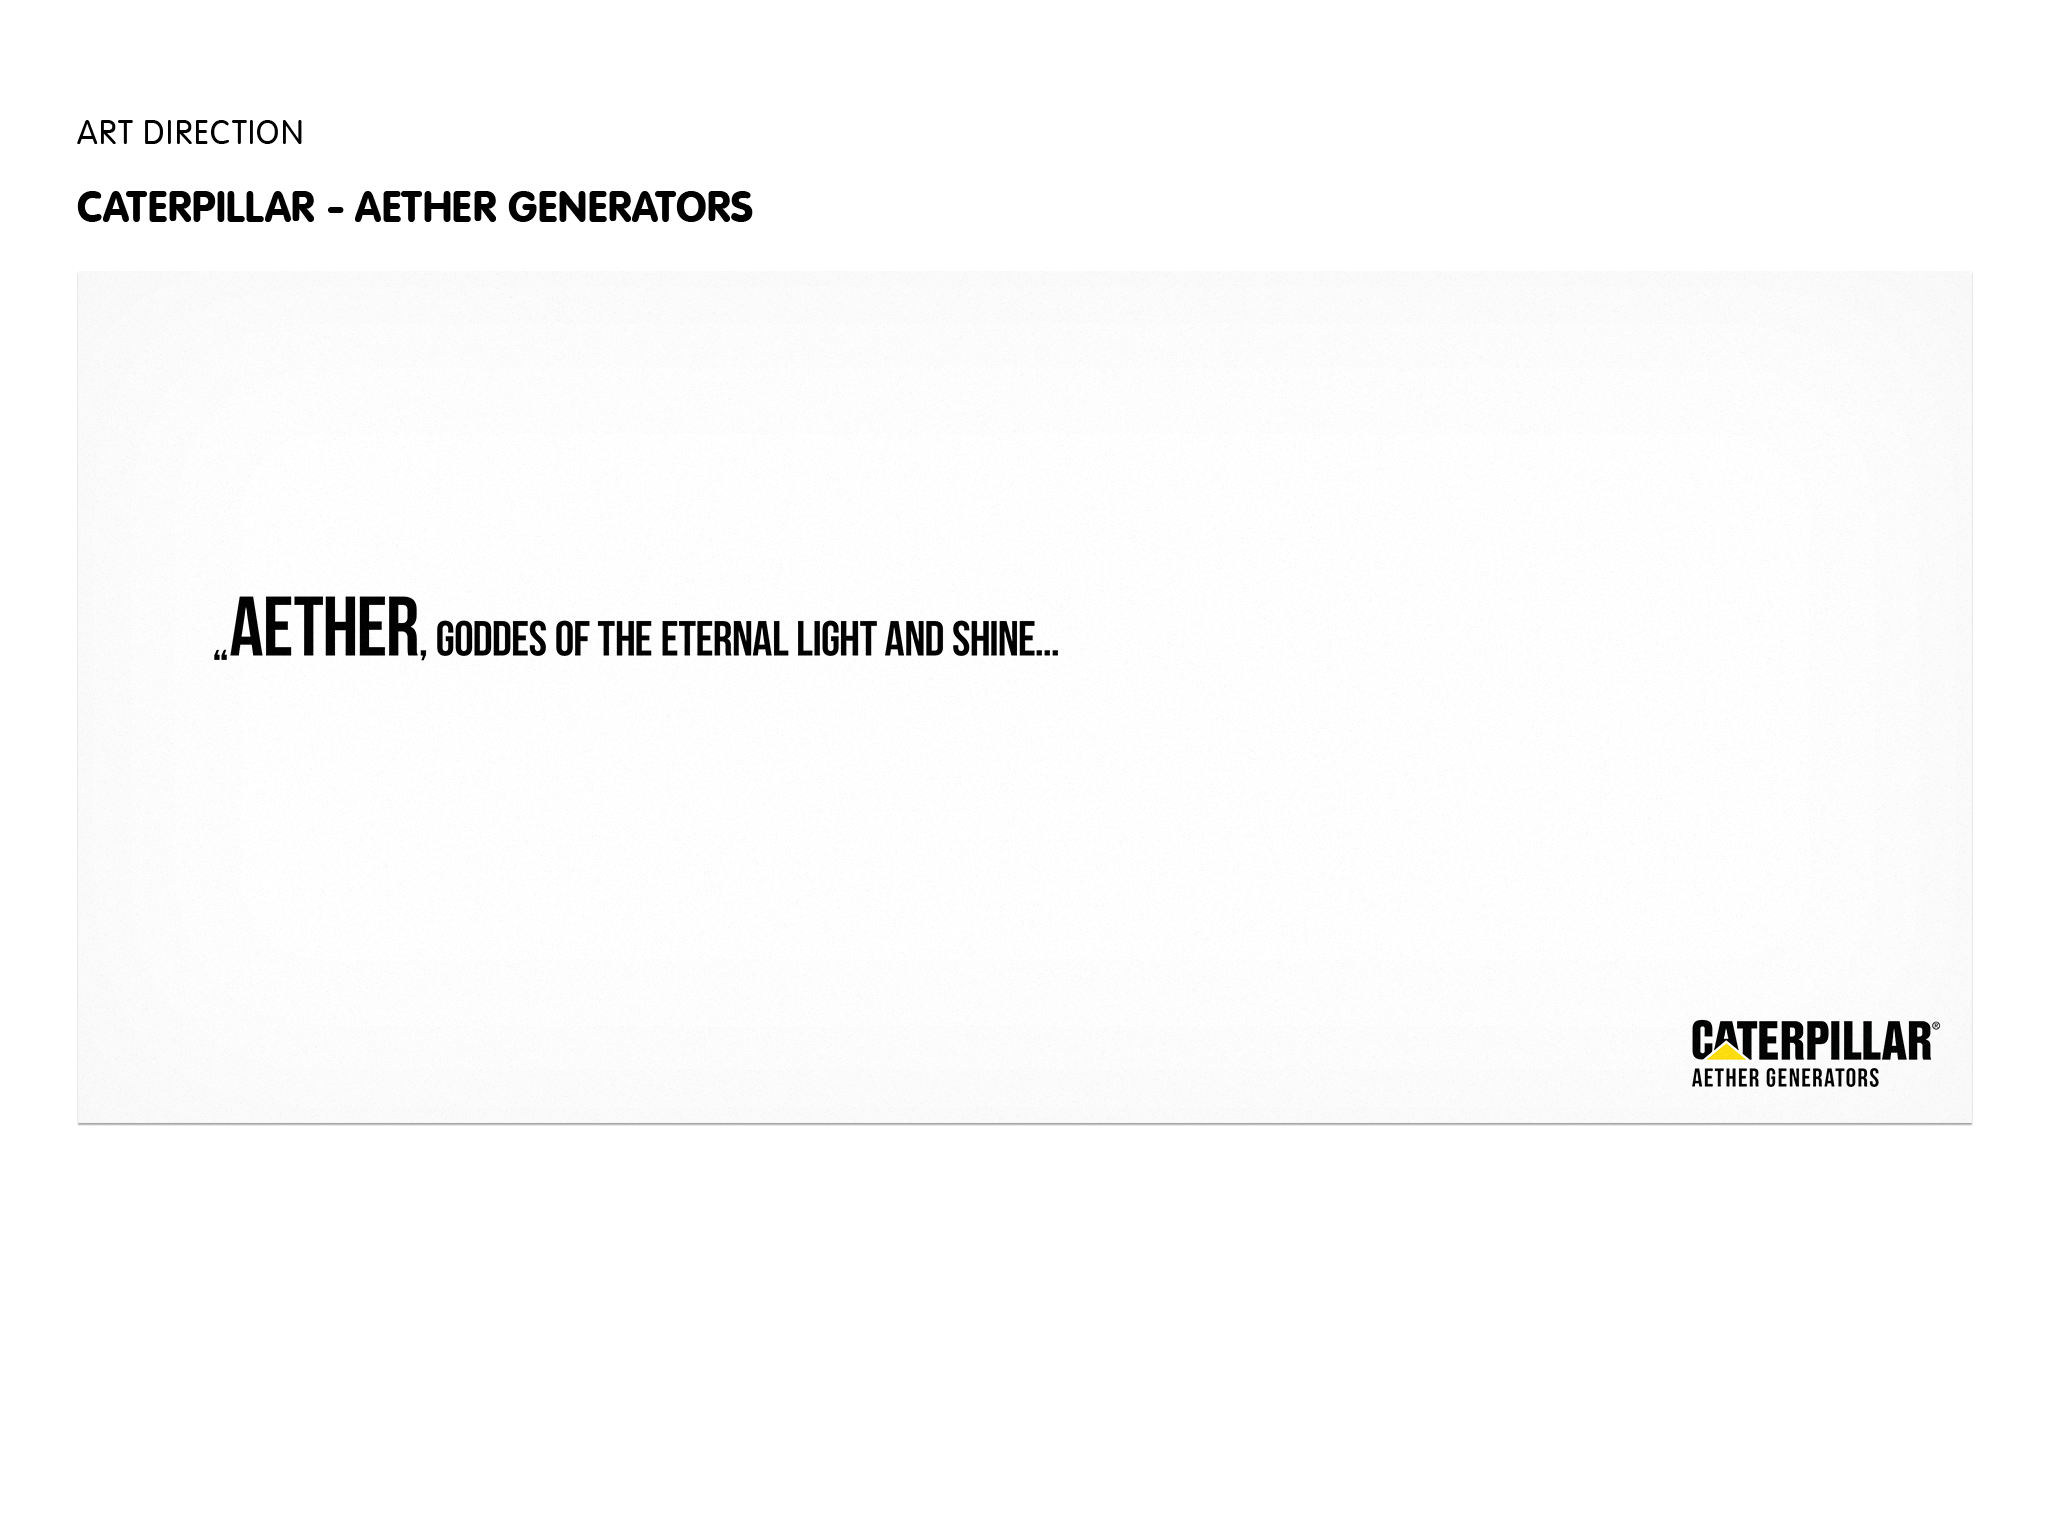 ART DIRECTION
CATERPILLAR – AETHER GENERATORS
„AETHER, GODDES OF THE ETERNAL LIGHT AND SHINE...
CATERPILLAR®
AETHER GENERATORS